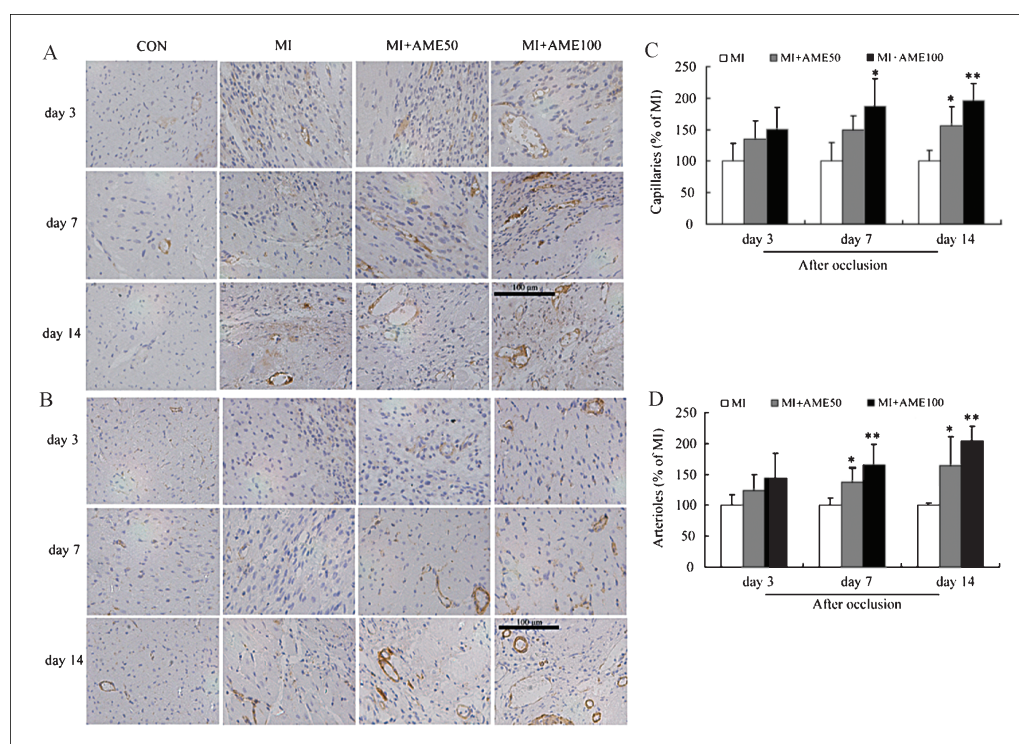 A
CON MI MI+AME50 MI+AME100
day 3
day 7
100 μm
day 14
B
day 3
day 7
100 μm
day 14
C
MI MI+AME50 MI·AME100
250
*
**
200
*
150
100
50
0
Capillaries (% of MI)
day 3 day 7 day 14
After occlusion
D
MI MI+AME50 MI+AME100
250
**
*
**
200
*
150
100
50
0
Arterioles (% of MI)
day 3 day 7 day 14
After occlusion